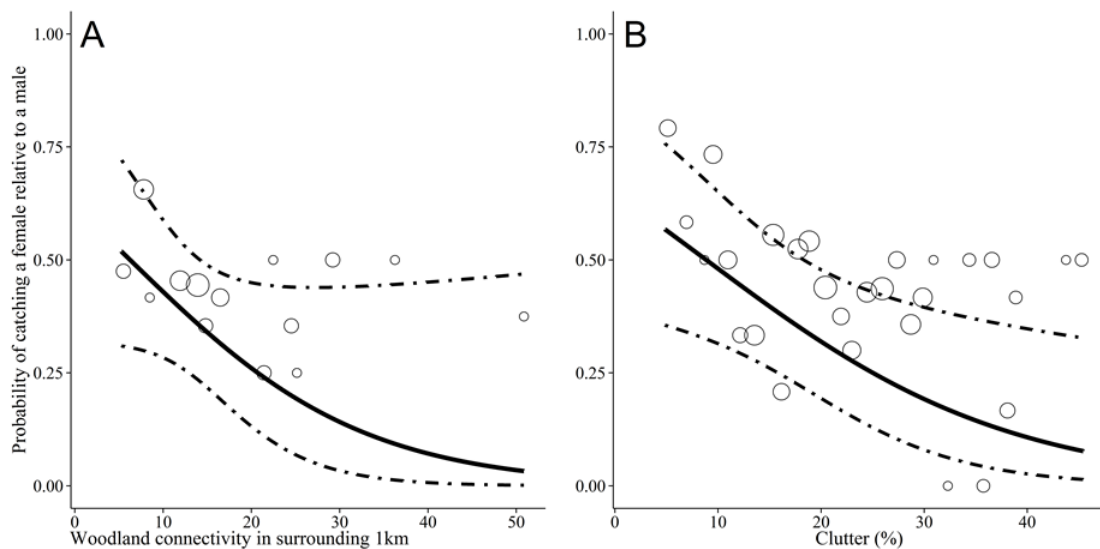 A
B
Probability of catching a female relative to a male
1.00
0.75
0.50
0.25
0.00
0 10 20 30 40 50
Woodland connectivity in surrounding 1km
1.00
0.75
0.50
0.25
0.00
0 10 20 30 40
Clutter (%)